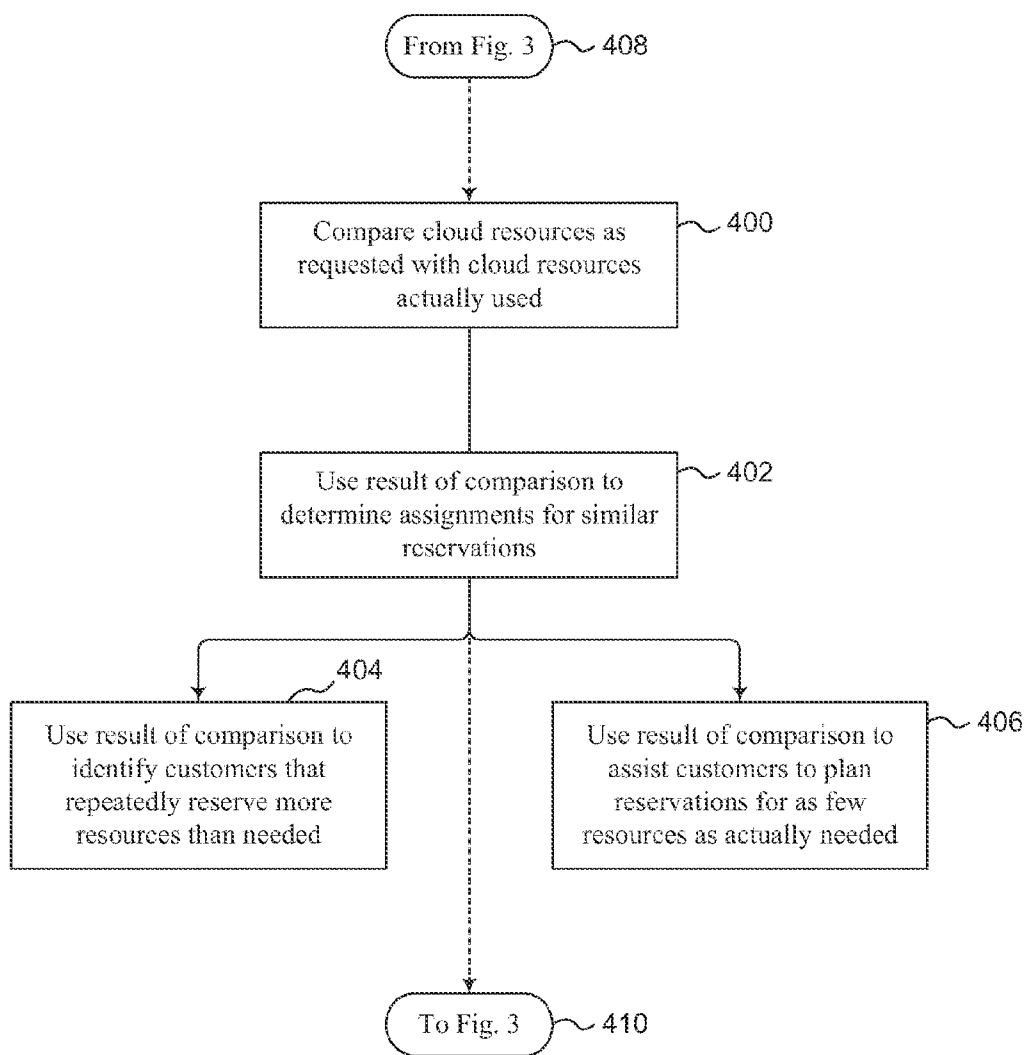 From Fig. 3
408
Compare cloud resources as
requested with cloud resources
actually used
400
Use result of comparison to
determine assignments for similar
reservations
402
404
Use result of comparison to
identify customers that
repeatedly reserve more
resources than needed
Use result of comparison to
assist customers to plan
reservations for as few
resources as actually needed
406
To Fig. 3
410